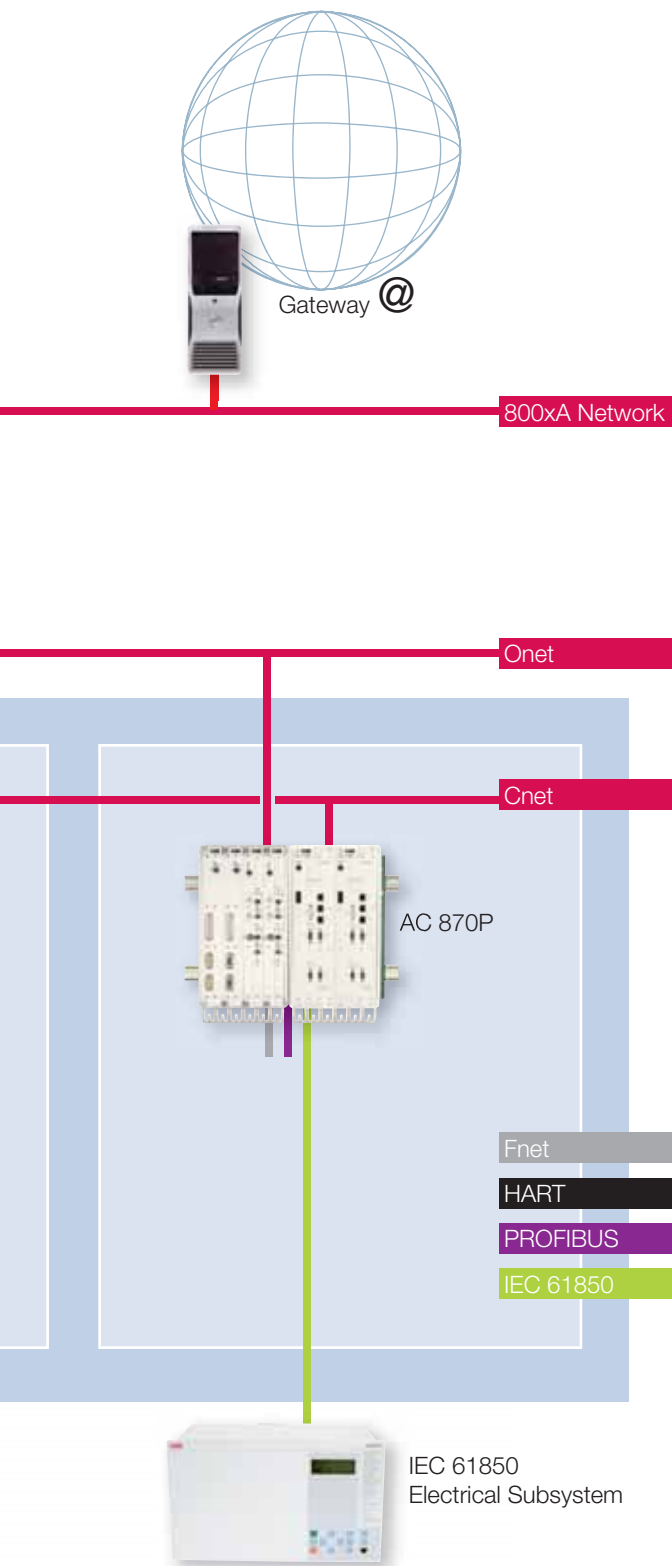 Gateway @
800xA Network
Onet
Cnet
AC 870P
Fnet
HART
PROFIBUS
IEC 61850
IEC 61850
Electrical Subsystem